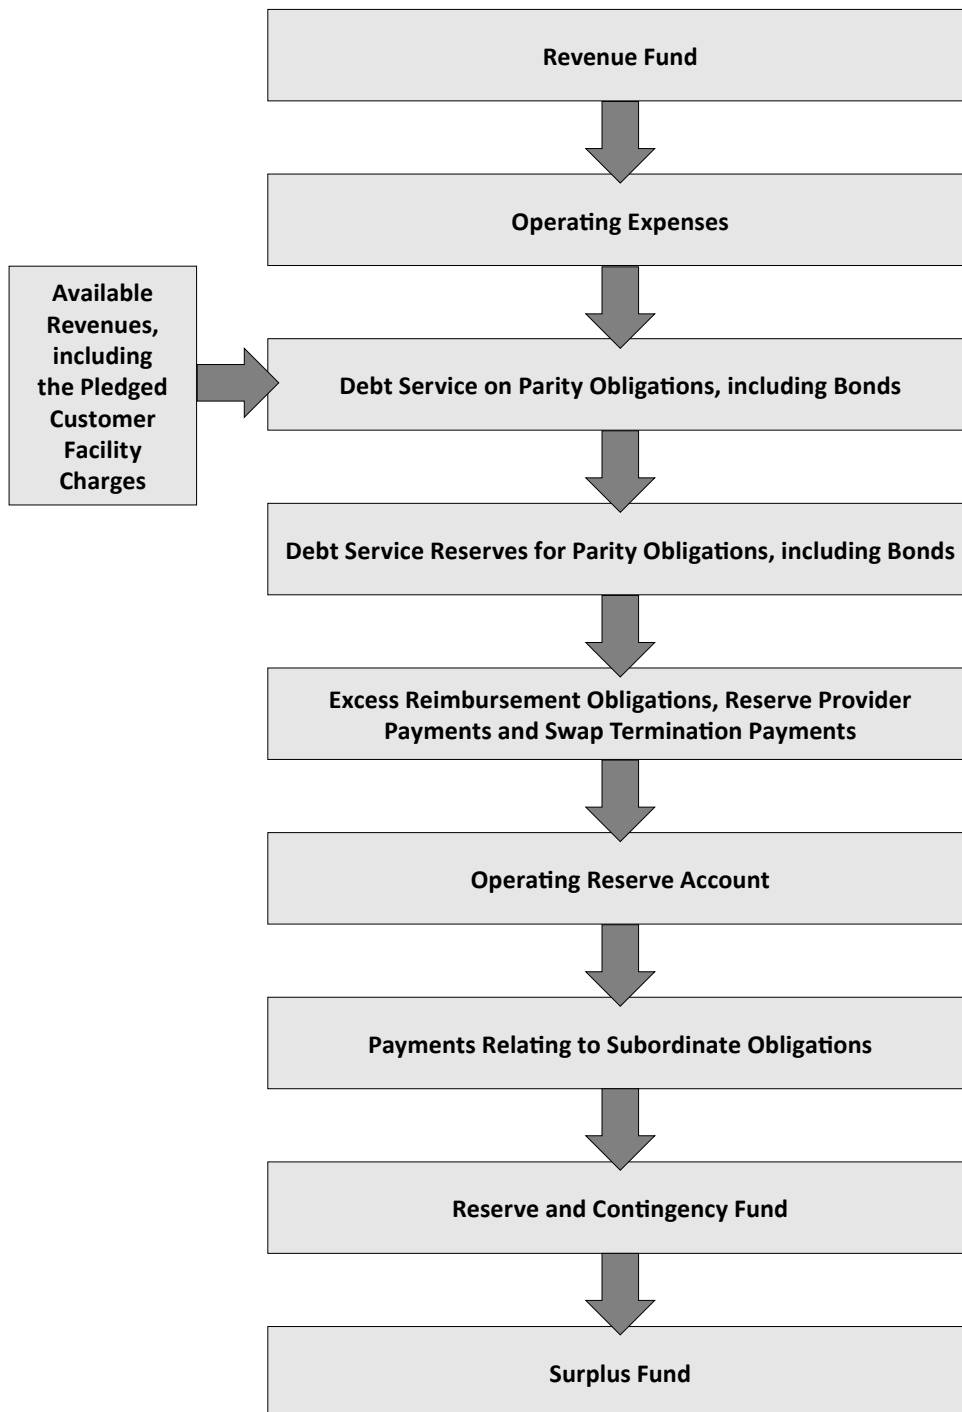 Revenue Fund
Operating Expenses
Available
Revenues,
including
the Pledged
Customer
Facility
Charges
Debt Service on Parity Obligations, including Bonds
Debt Service Reserves for Parity Obligations, including Bonds
Excess Reimbursement Obligations, Reserve Provider
Payments and Swap Termination Payments
Operating Reserve Account
Payments Relating to Subordinate Obligations
Reserve and Contingency Fund
Surplus Fund